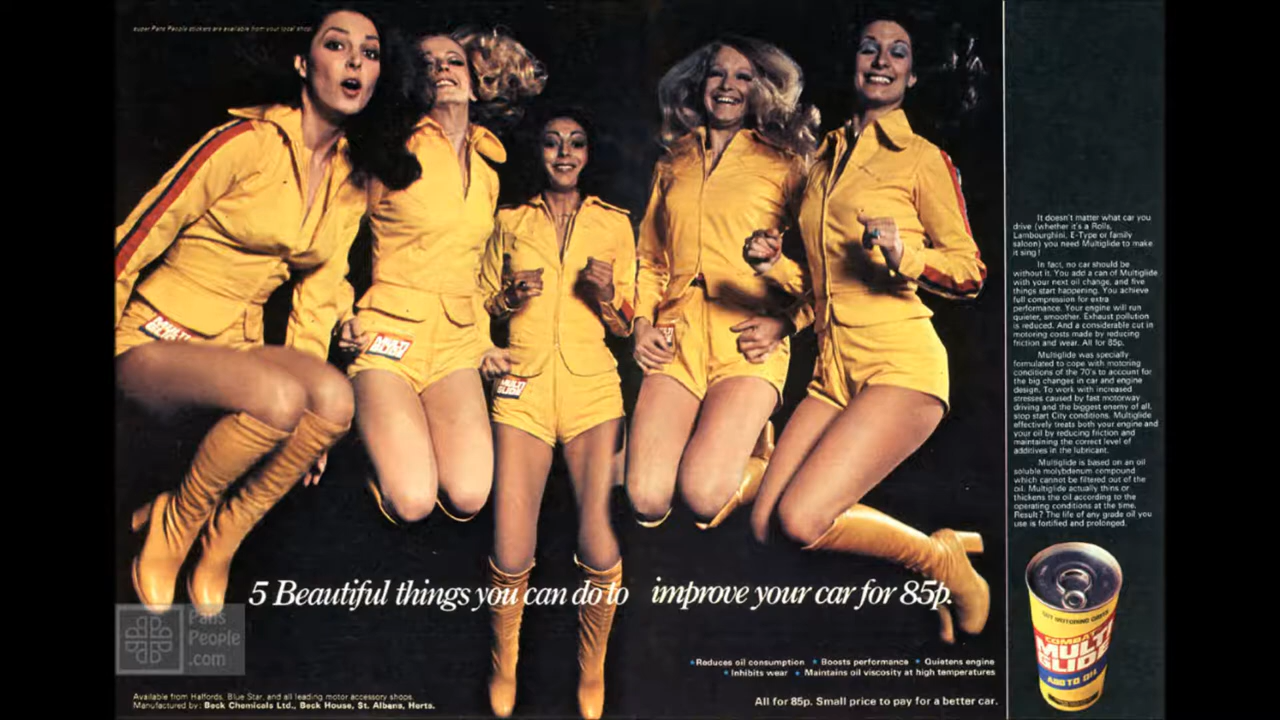 super Pans People stickers are available from your local shop.
MULTI
GLIDE
MULTI
GLIDE
MULTI
GLIDE
5 Beautiful things you can do to improve your car for 85p.
Pans
People
.com
Reduces oil consumption * Boosts performance * Quietens engine
* Inhibits wear * Maintains oil viscosity at high temperatures
Available from Halfords, Blue Star, and all leading motor accessory shops.
Manufactured by: Beck Chemicals Ltd., Beck House, St. Albans, Herts.
All for 85p. Small price to pay for a better car.
It doesn't matter what car you
drive (whether it's a Rolls,
Lambourghini, E-Type or family
saloon) you need Multiglide to make
it sing!
In fact, no car should be
without it. You add a can of Multiglide
with your next oil change, and five
things start happening. You achieve
full compression for extra
performance. Your engine will run
quieter, smoother. Exhaust pollution
is reduced. And a considerable cut in
motoring costs made by reducing
friction and wear. All for 85p.
Multiglide was specially
formulated to cope with motoring
conditions of the 70's to account for
the big changes in car and engine
design. To work with increased
stresses caused by fast motorway
driving and the biggest enemy of all,
stop start City conditions. Multiglide
effectively treats both your engine and
your oil by reducing friction and
maintaining the correct level of
additives in the lubricant.
Multiglide is based on an oil
soluble molybdenum compound
which cannot be filtered out of the
oil. Multiglide actually thins or
thickens the oil according to the
operating conditions at the time.
Result? The life of any grade oil you
use is fortified and prolonged.
CUT MOTORING COSTS
COMBAT
MULTI
GLIDE
ADD TO OIL